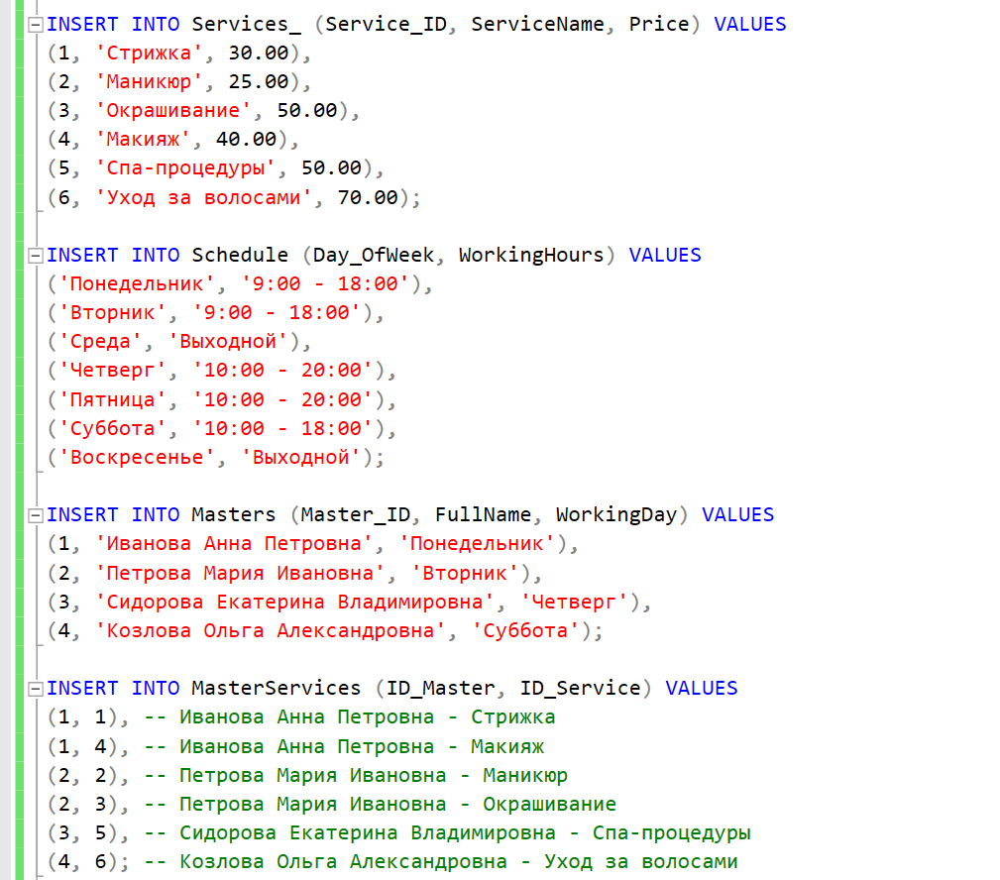 INSERT INTO Services_ (Service_ID, ServiceName, Price) VALUES
(1, 'Стрижка', 30.00),
(2, 'Маникюр', 25.00),
(3, 'Окрашивание', 50.00),
(4, 'Макияж', 40.00),
(5, 'Спа-процедуры', 50.00),
(6, 'Уход за волосами', 70.00);
INSERT INTO Schedule (Day_OfWeek, WorkingHours) VALUES
('Понедельник', '9:00 - 18:00'),
('Вторник', '9:00 - 18:00'),
('Среда', 'Выходной'),
('Четверг', '10:00 - 20:00'),
('Пятница', '10:00 - 20:00'),
('Суббота', '10:00 - 18:00'),
('Воскресенье', 'Выходной');
INSERT INTO Masters (Master_ID, FullName, WorkingDay) VALUES
(1, 'Иванова Анна Петровна', 'Понедельник'),
(2, 'Петрова Мария Ивановна', 'Вторник'),
(3, 'Сидорова Екатерина Владимировна', 'Четверг'),
(4, 'Козлова Ольга Александровна', 'Суббота');
INSERT INTO MasterServices (ID_Master, ID_Service) VALUES
(1, 1), -- Иванова Анна Петровна - Стрижка
(1, 4), -- Иванова Анна Петровна - Макияж
(2, 2), -- Петрова Мария Ивановна - Маникюр
(2, 3), -- Петрова Мария Ивановна - Окрашивание
(3, 5), -- Сидорова Екатерина Владимировна - Спа-процедуры
(4, 6); -- Козлова Ольга Александровна - Уход за волосами